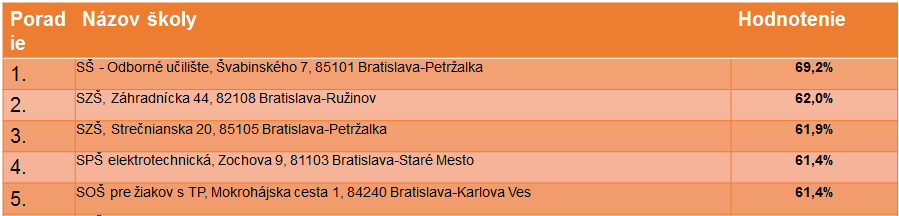 Porad
ie Názov školy Hodnotenie
1. SŠ - Odborné učilište, Švabinského 7, 85101 Bratislava-Petržalka 69,2%
2. SZŠ, Záhradnícka 44, 82108 Bratislava-Ružinov 62,0%
3. SZŠ, Strečnianska 20, 85105 Bratislava-Petržalka 61,9%
4. SPŠ elektrotechnická, Zochova 9, 81103 Bratislava-Staré Mesto 61,4%
5. SOŠ pre žiakov s TP, Mokrohájska cesta 1, 84240 Bratislava-Karlova Ves 61,4%